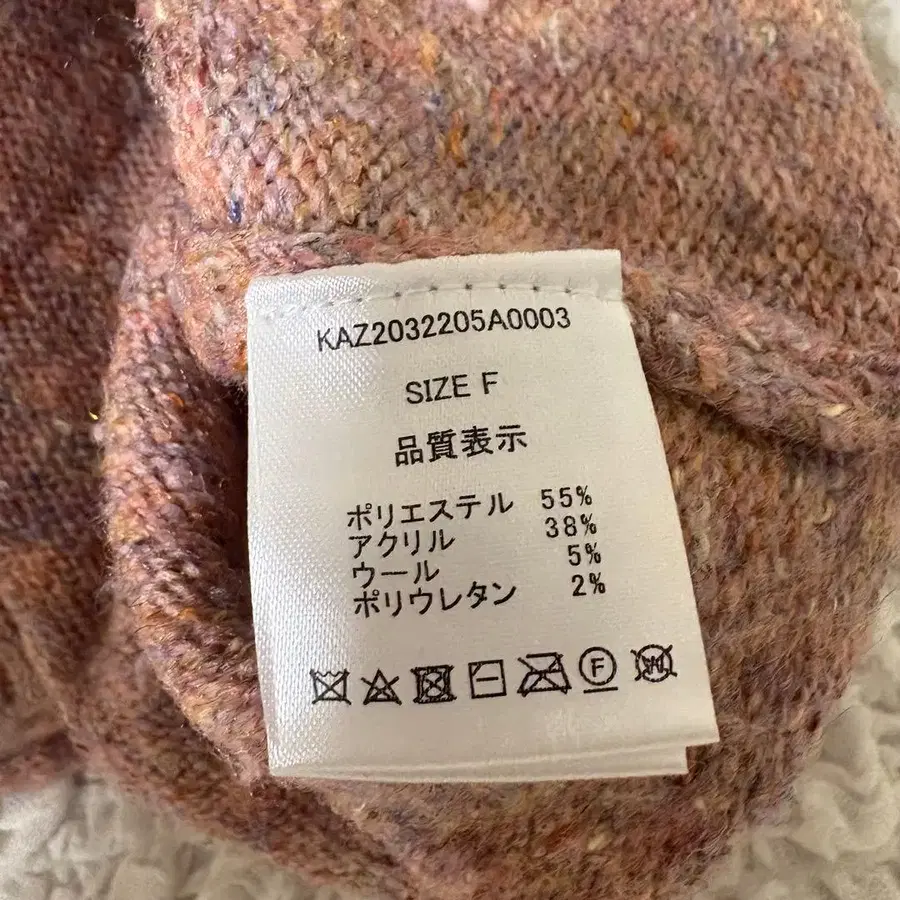 KAZ2032205A0003
SIZE F
品質表示
ポリエステル 55%
アクリル 38%
ウール 5%
ポリウレタン 2%
F
W